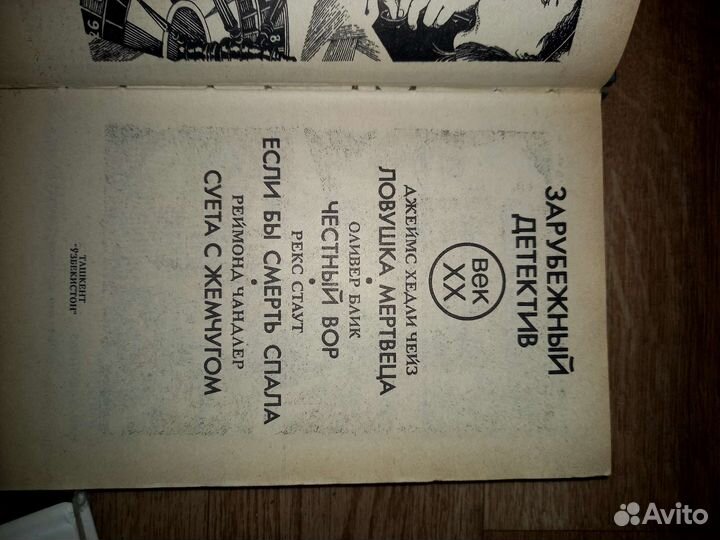 ЗАРУБЕЖНЫЙ
ДЕТЕКТИВ
ВЕК
XX
ДЖЕЙМС ХЕДЛИ ЧЕЙЗ
ЛОВУШКА МЕРТВЕЦА
•
ОЛИВЕР БЛИК
ЧЕСТНЫЙ ВОР
•
РЕКС СТАУТ
ЕСЛИ БЫ СМЕРТЬ СПАЛА
•
РЕЙМОНД ЧАНДЛЕР
СУЕТА С ЖЕМЧУГОМ
ТАШКЕНТ
"УЗБЕКИСТОН"
Avito